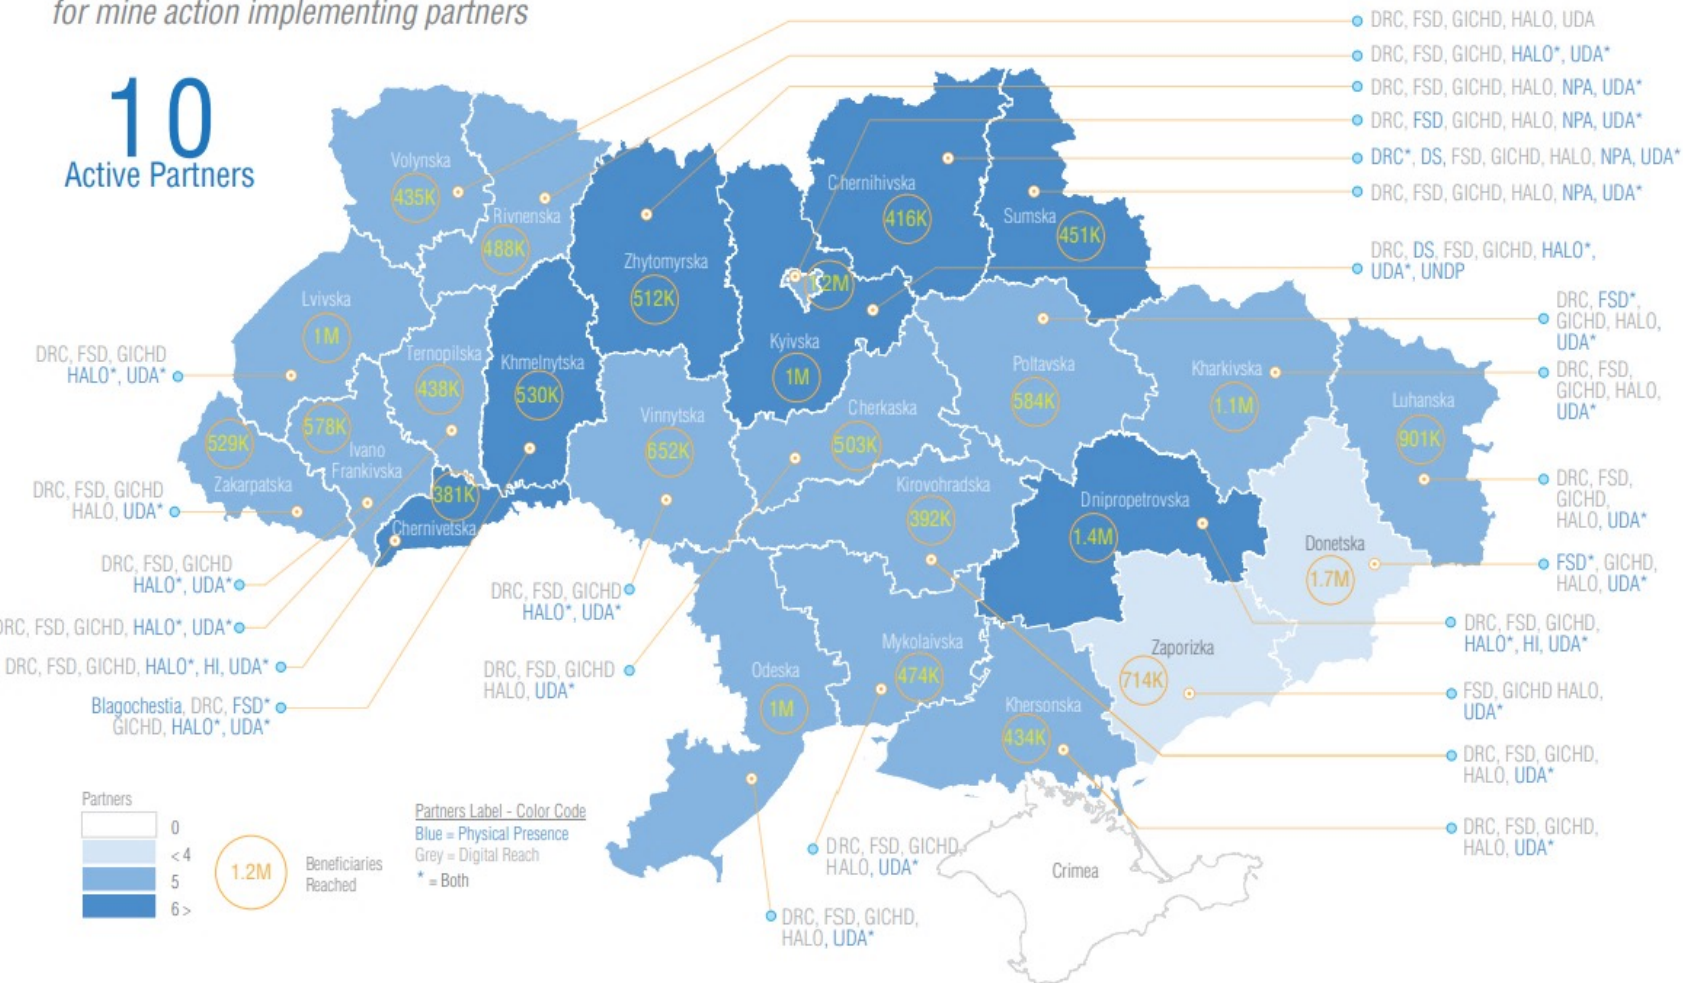 for mine action implementing partners
10
Active Partners
DRC, FSD, GICHD, HALO, UDA
DRC, FSD, GICHD, HALO*, UDA*
DRC, FSD, GICHD, HALO, NPA, UDA*
DRC, FSD, GICHD, HALO, NPA, UDA*
DRC*, DS, FSD, GICHD, HALO, NPA, UDA*
DRC, FSD, GICHD, HALO, NPA, UDA*
DRC, DS, FSD, GICHD, HALO*,
UDA*, UNDP
DRC, FSD*,
GICHD, HALO,
UDA*
DRC, FSD,
GICHD, HALO,
UDA*
DRC, FSD,
GICHD,
HALO, UDA*
FSD*, GICHD,
HALO, UDA*
DRC, FSD, GICHD,
HALO*, HI, UDA*
FSD, GICHD HALO,
UDA*
DRC, FSD, GICHD,
HALO, UDA*
DRC, FSD, GICHD,
HALO, UDA*
Volynska
435K
Rivnenska
488K
Zhytomyrska
512K
Chernihivska
416K
Sumska
451K
1.2M
Kyivska
1M
Lvivska
1M
Ternopilska
438K
Khmelnytska
530K
Vinnytska
652K
Cherkaska
503K
Poltavska
584K
Kharkivska
1.1M
Luhanska
901K
529K
Zakarpatska
578K
Ivano
Frankivska
381K
Chernivetska
Kirovohradska
392K
Dnipropetrovska
1.4M
Donetska
1.7M
Zaporizka
714K
Mykolaivska
474K
Odeska
1M
Khersonska
434K
Crimea
DRC, FSD, GICHD
HALO*, UDA*
DRC, FSD, GICHD
HALO, UDA*
DRC, FSD, GICHD
HALO*, UDA*
DRC, FSD, GICHD, HALO*, UDA*
DRC, FSD, GICHD, HALO*, HI, UDA*
Blagochestia, DRC, FSD*
GICHD, HALO*, UDA*
DRC, FSD, GICHD
HALO*, UDA*
DRC, FSD, GICHD
HALO, UDA*
DRC, FSD, GICHD,
HALO, UDA*
DRC, FSD, GICHD,
HALO, UDA*
Partners
0
< 4
5
6 >
1.2M
Beneficiaries
Reached
Partners Label - Color Code
Blue = Physical Presence
Grey = Digital Reach
* = Both